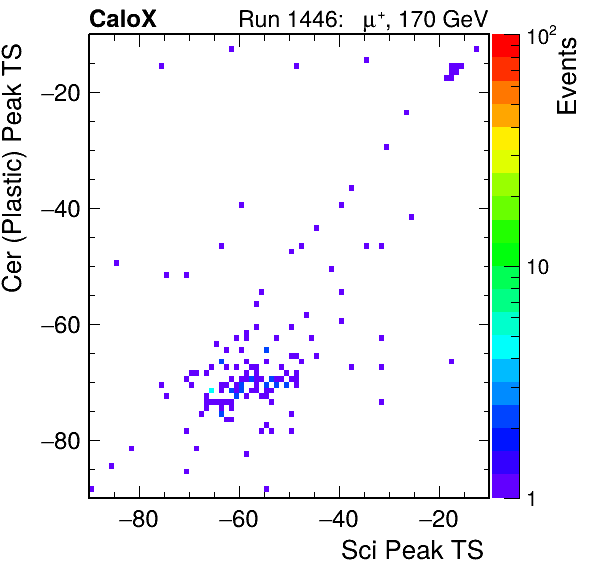 CaloX Run 1446: μ⁺, 170 GeV
Cer (Plastic) Peak TS
−20
−40
−60
−80
−80 −60 −40 −20
Sci Peak TS
10²
10
1
Events